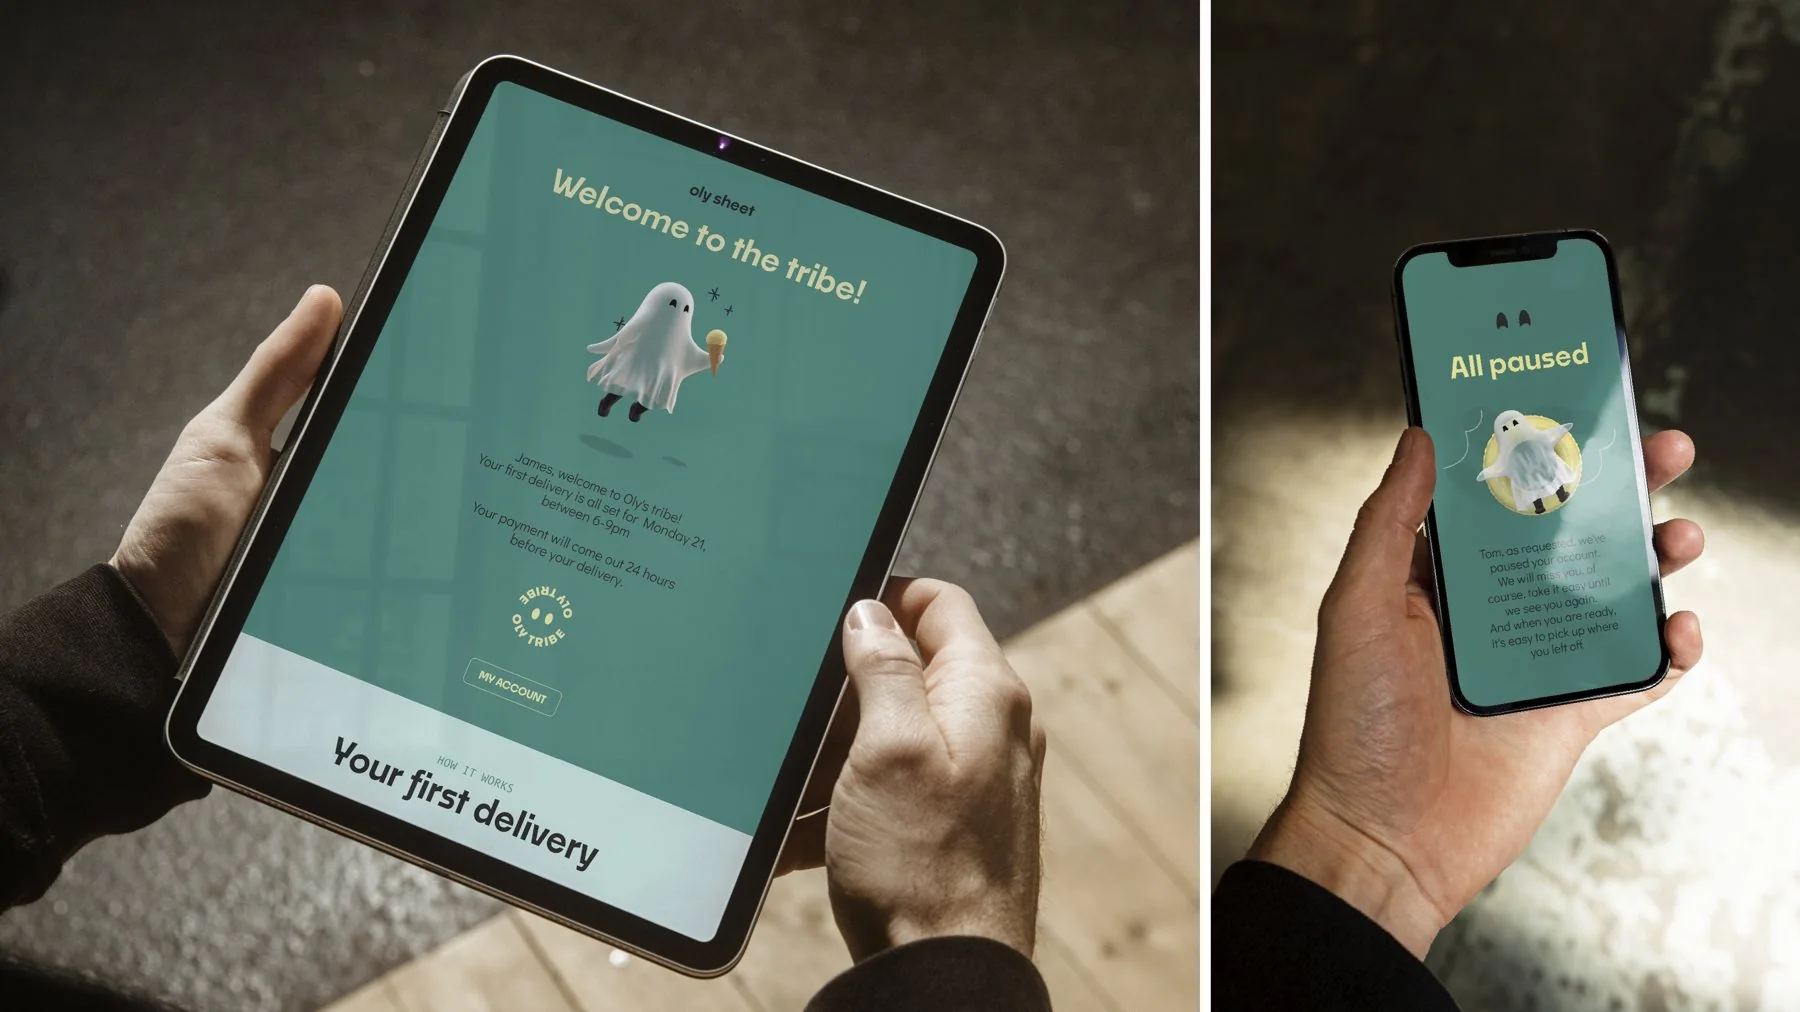 oly sheet
Welcome to the tribe!
James, welcome to Oly's tribe!
Your first delivery is all set for Monday 21,
between 6-9pm
Your payment will come out 24 hours
before your delivery.
OLY TRIBE
OLY TRIBE
MY ACCOUNT
HOW IT WORKS
Your first delivery
All paused
Tom, as requested, we've
paused your account.
We will miss you, of
course, take it easy until
we see you again.
And when you are ready,
it's easy to pick up where
you left off.